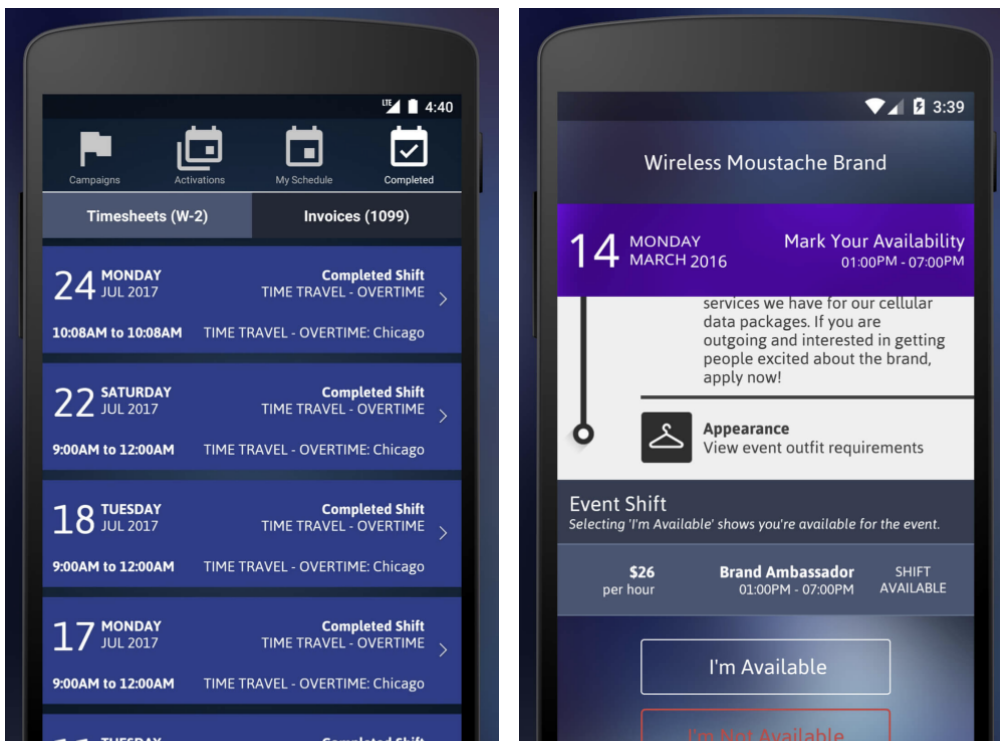 LTE 4:40
Campaigns Activations My Schedule Completed
Timesheets (W-2) Invoices (1099)
24 MONDAY JUL 2017
Completed Shift
TIME TRAVEL - OVERTIME
10:08AM to 10:08AM TIME TRAVEL - OVERTIME: Chicago
22 SATURDAY JUL 2017
Completed Shift
TIME TRAVEL - OVERTIME
9:00AM to 12:00AM TIME TRAVEL - OVERTIME: Chicago
18 TUESDAY JUL 2017
Completed Shift
TIME TRAVEL - OVERTIME
9:00AM to 12:00AM TIME TRAVEL - OVERTIME: Chicago
17 MONDAY JUL 2017
Completed Shift
TIME TRAVEL - OVERTIME
9:00AM to 12:00AM TIME TRAVEL - OVERTIME: Chicago
TUESDAY Completed Shift
3:39
Wireless Moustache Brand
14 MONDAY
MARCH 2016
Mark Your Availability
01:00PM - 07:00PM
services we have for our cellular
data packages. If you are
outgoing and interested in getting
people excited about the brand,
apply now!
Appearance
View event outfit requirements
Event Shift
Selecting 'I'm Available' shows you're available for the event.
$26
per hour
Brand Ambassador
01:00PM - 07:00PM
SHIFT
AVAILABLE
I'm Available
I'm Not Available